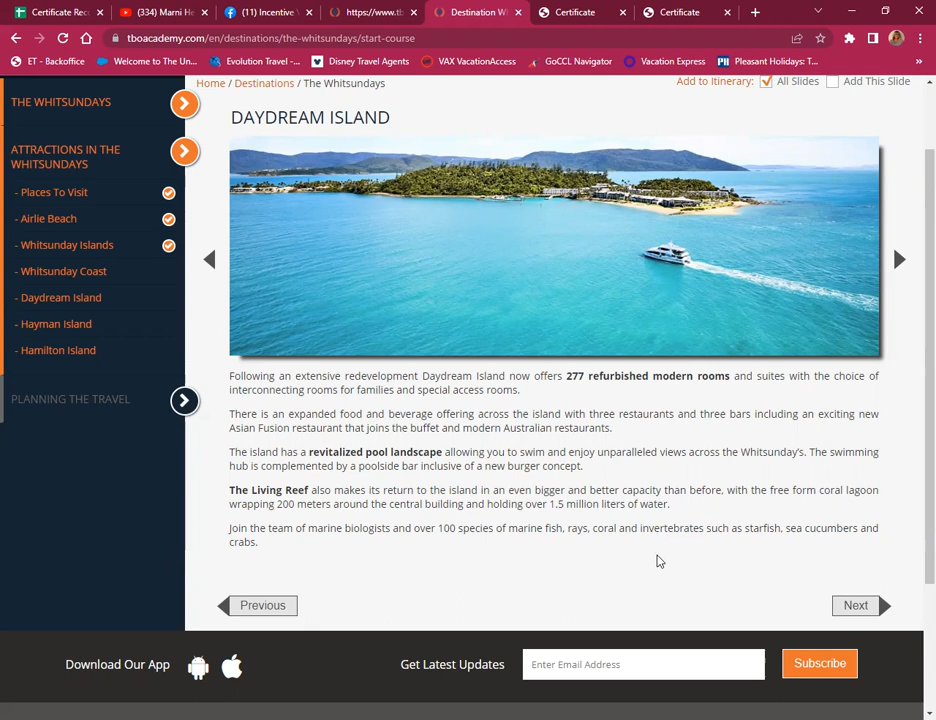 Certificate Rec
(334) Marni He
(11) Incentive V
https://www.tb
Destination W
Certificate
Certificate
tboacademy.com/en/destinations/the-whitsundays/start-course
ET - Backoffice
Welcome to The Un...
Evolution Travel -...
Disney Travel Agents
VAX VacationAccess
GoCCL Navigator
Vacation Express
Pleasant Holidays: T...
»
THE WHITSUNDAYS
ATTRACTIONS IN THE
WHITSUNDAYS
- Places To Visit
- Airlie Beach
- Whitsunday Islands
- Whitsunday Coast
- Daydream Island
- Hayman Island
- Hamilton Island
PLANNING THE TRAVEL
Home / Destinations / The Whitsundays
Add to Itinerary: All Slides Add This Slide
DAYDREAM ISLAND
Following an extensive redevelopment Daydream Island now offers 277 refurbished modern rooms and suites with the choice of
interconnecting rooms for families and special access rooms.
There is an expanded food and beverage offering across the island with three restaurants and three bars including an exciting new
Asian Fusion restaurant that joins the buffet and modern Australian restaurants.
The island has a revitalized pool landscape allowing you to swim and enjoy unparalleled views across the Whitsunday's. The swimming
hub is complemented by a poolside bar inclusive of a new burger concept.
The Living Reef also makes its return to the island in an even bigger and better capacity than before, with the free form coral lagoon
wrapping 200 meters around the central building and holding over 1.5 million liters of water.
Join the team of marine biologists and over 100 species of marine fish, rays, coral and invertebrates such as starfish, sea cucumbers and
crabs.
Previous
Next
Download Our App
Get Latest Updates
Enter Email Address
Subscribe